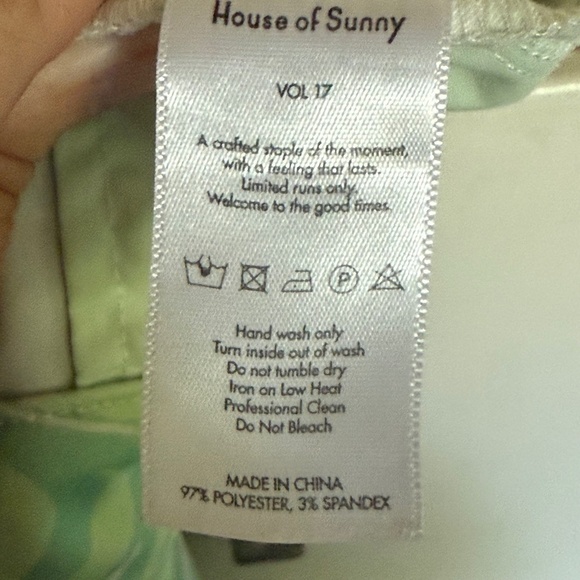 House of Sunny
VOL 17
A crafted staple of the moment,
with a feeling that lasts.
Limited runs only.
Welcome to the good times.
P
Hand wash only
Turn inside out of wash
Do not tumble dry
Iron on Low Heat
Professional Clean
Do Not Bleach
MADE IN CHINA
97% POLYESTER, 3% SPANDEX